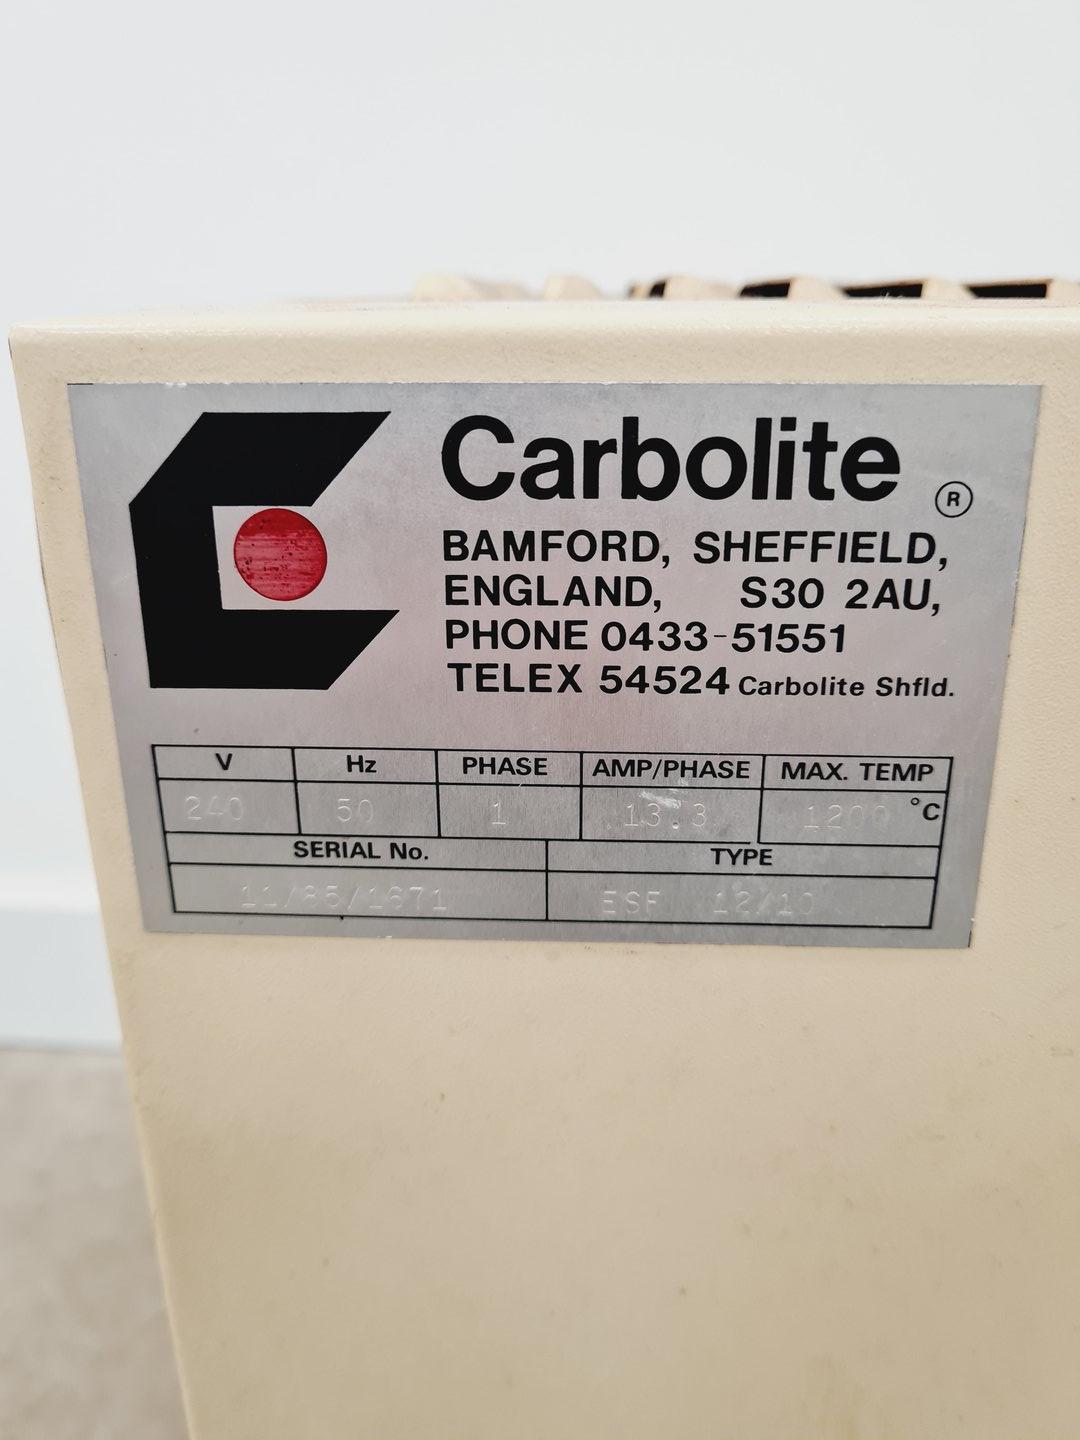 Carbolite ®
BAMFORD, SHEFFIELD,
ENGLAND, S30 2AU,
PHONE 0433-51551
TELEX 54524 Carbolite Shfld.
V Hz PHASE AMP/PHASE MAX. TEMP
240 50 1 13.3 1200 °C
SERIAL No. TYPE
11/85/1671 ESF 12/10